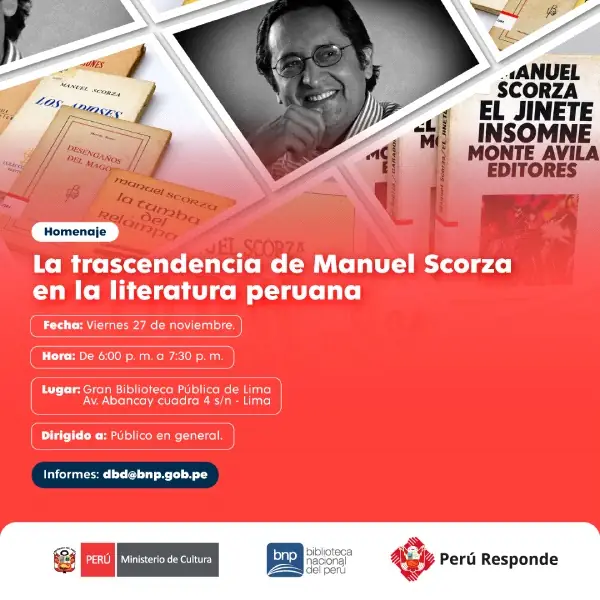 MANUEL SCORZA
LOS ADIOSES
DESENGAÑOS
DEL MAGO
manuel scorza
la tumba
del
relámpago
MANUEL
SCORZA
EL JINETE
INSOMNE
MONTE AVILA
EDITORES
Homenaje
La trascendencia de Manuel Scorza
en la literatura peruana
Fecha: Viernes 27 de noviembre.
Hora: De 6:00 p. m. a 7:30 p. m.
Lugar: Gran Biblioteca Pública de Lima
Av. Abancay cuadra 4 s/n - Lima
Dirigido a: Público en general.
Informes: dbd@bnp.gob.pe
PERÚ Ministerio de Cultura
bnp biblioteca
nacional
del perú
Perú Responde